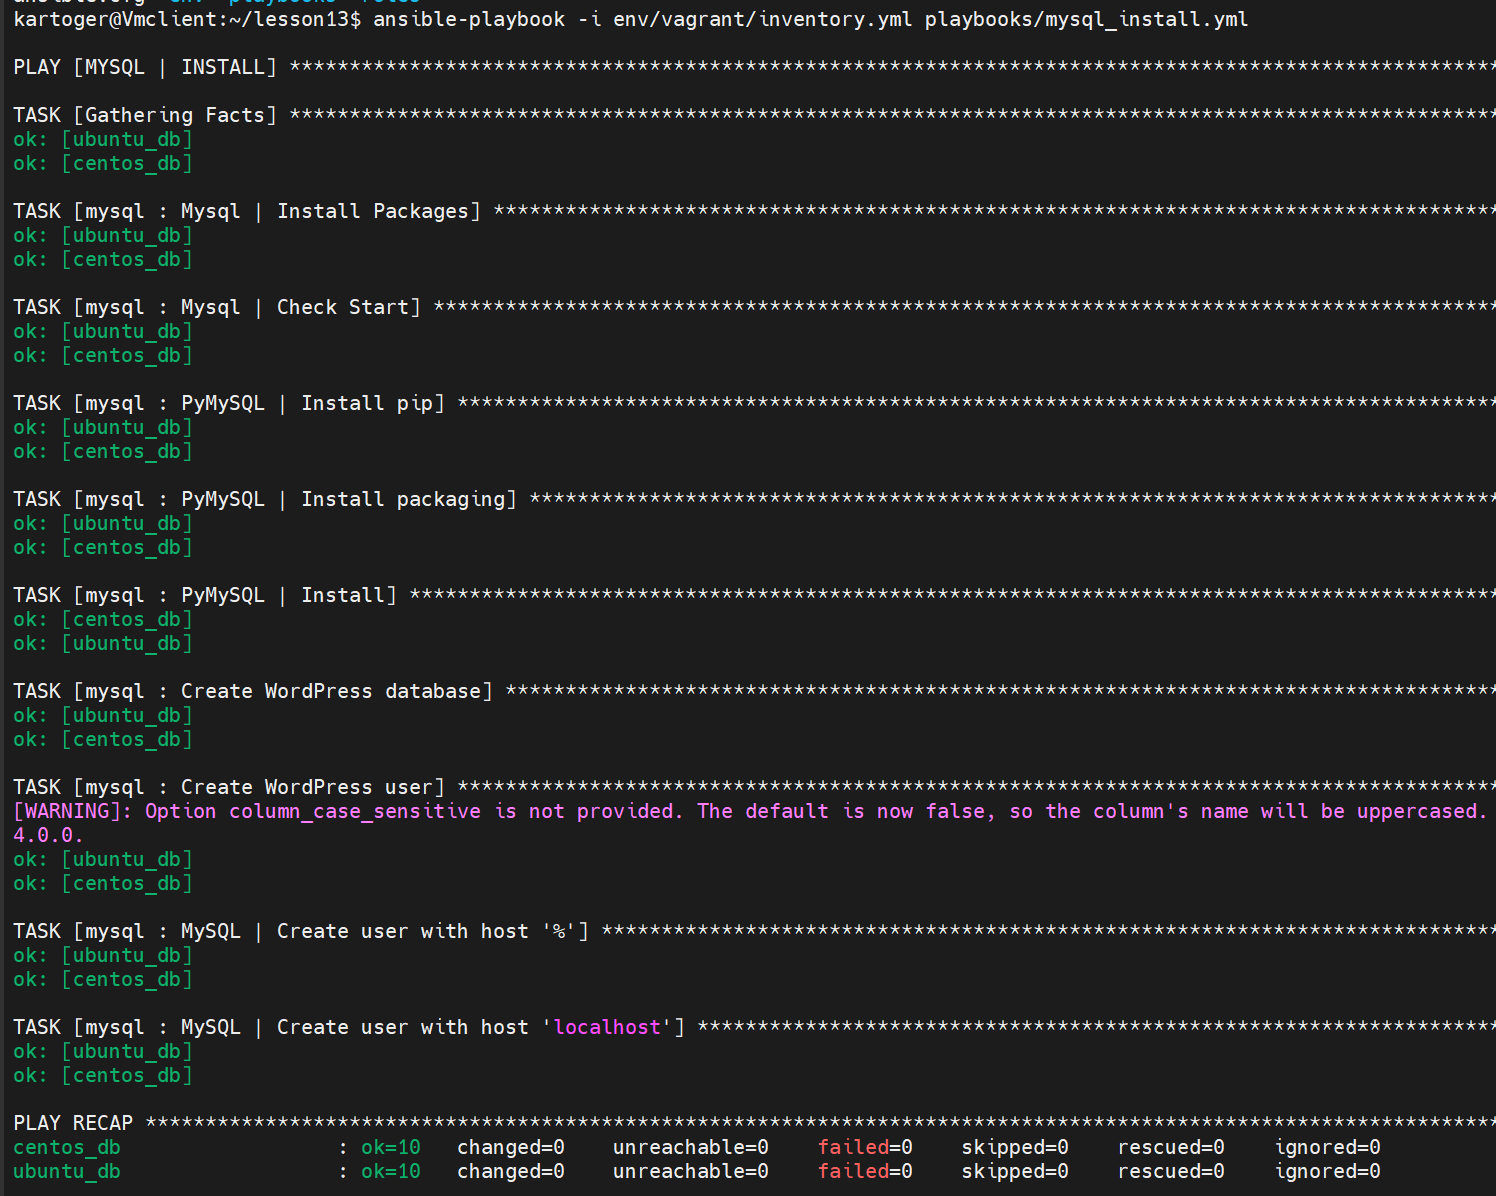 kartoger@Vmclient:~/lesson13$ ansible-playbook -i env/vagrant/inventory.yml playbooks/mysql_install.yml
PLAY [MYSQL | INSTALL] ****************************************************************************************************
TASK [Gathering Facts] ****************************************************************************************************
ok: [ubuntu_db]
ok: [centos_db]
TASK [mysql : Mysql | Install Packages] ***********************************************************************************
ok: [ubuntu_db]
ok: [centos_db]
TASK [mysql : Mysql | Check Start] ****************************************************************************************
ok: [ubuntu_db]
ok: [centos_db]
TASK [mysql : PyMySQL | Install pip] **************************************************************************************
ok: [ubuntu_db]
ok: [centos_db]
TASK [mysql : PyMySQL | Install packaging] ********************************************************************************
ok: [ubuntu_db]
ok: [centos_db]
TASK [mysql : PyMySQL | Install] ******************************************************************************************
ok: [centos_db]
ok: [ubuntu_db]
TASK [mysql : Create WordPress database] **********************************************************************************
ok: [ubuntu_db]
ok: [centos_db]
TASK [mysql : Create WordPress user] **************************************************************************************
[WARNING]: Option column_case_sensitive is not provided. The default is now false, so the column's name will be uppercased.
4.0.0.
ok: [ubuntu_db]
ok: [centos_db]
TASK [mysql : MySQL | Create user with host '%'] **************************************************************************
ok: [ubuntu_db]
ok: [centos_db]
TASK [mysql : MySQL | Create user with host 'localhost'] ******************************************************************
ok: [ubuntu_db]
ok: [centos_db]
PLAY RECAP ****************************************************************************************************************
centos_db                  : ok=10   changed=0    unreachable=0    failed=0    skipped=0    rescued=0    ignored=0
ubuntu_db                  : ok=10   changed=0    unreachable=0    failed=0    skipped=0    rescued=0    ignored=0